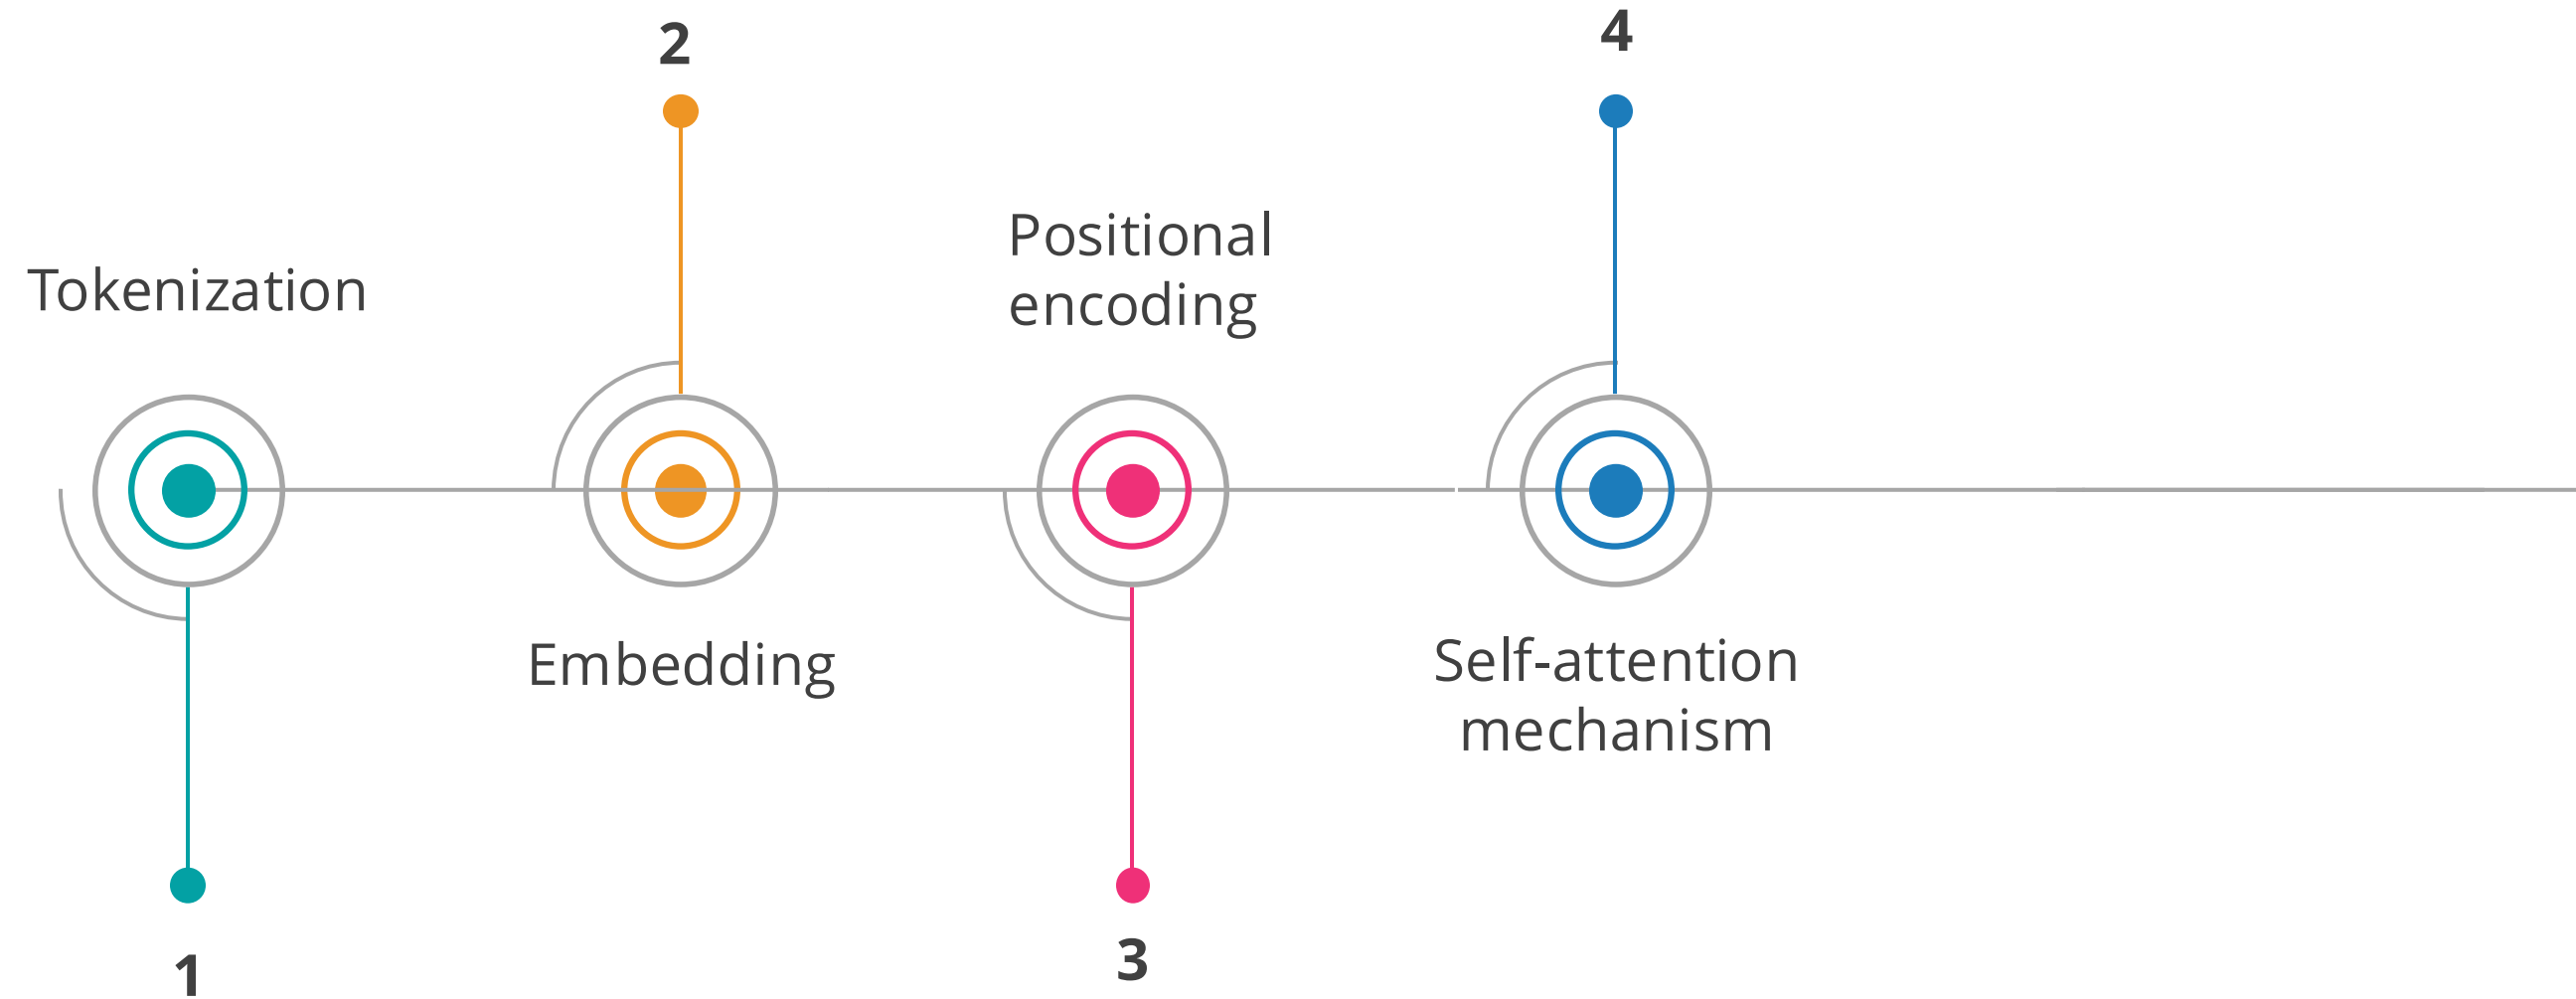 2
4
Positional
encoding
Tokenization
Embedding
Self-attention
mechanism
3
1